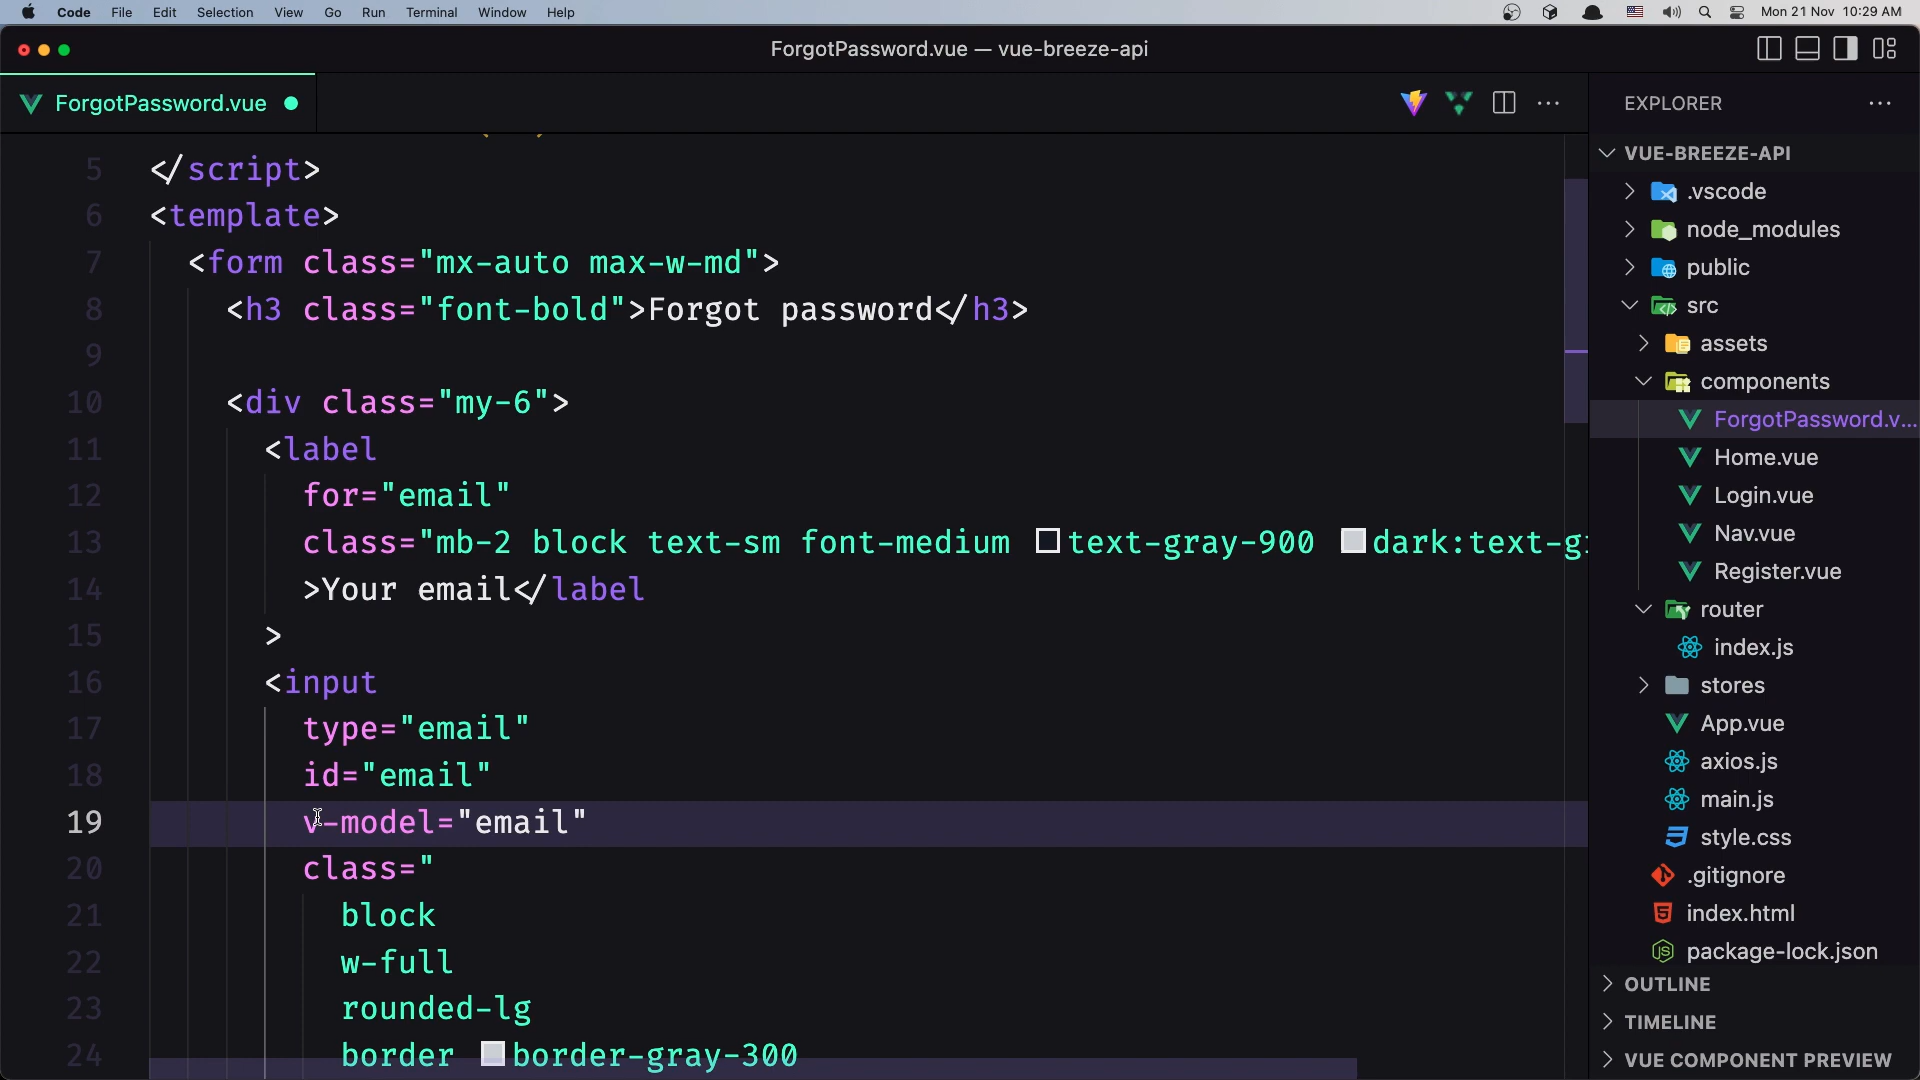 Code File Edit Selection View Go Run Terminal Window Help Mon 21 Nov 10:29 AM
ForgotPassword.vue — vue-breeze-api
ForgotPassword.vue
5 </script>
6 <template>
7 <form class="mx-auto max-w-md">
8 <h3 class="font-bold">Forgot password</h3>
9
10 <div class="my-6">
11 <label
12 for="email"
13 class="mb-2 block text-sm font-medium text-gray-900 dark:text-g
14 >Your email</label
15 >
16 <input
17 type="email"
18 id="email"
19 v-model="email"
20 class="
21 block
22 w-full
23 rounded-lg
24 border border-gray-300
EXPLORER
VUE-BREEZE-API
.vscode
node_modules
public
src
assets
components
ForgotPassword.v...
Home.vue
Login.vue
Nav.vue
Register.vue
router
index.js
stores
App.vue
axios.js
main.js
style.css
.gitignore
index.html
package-lock.json
OUTLINE
TIMELINE
VUE COMPONENT PREVIEW